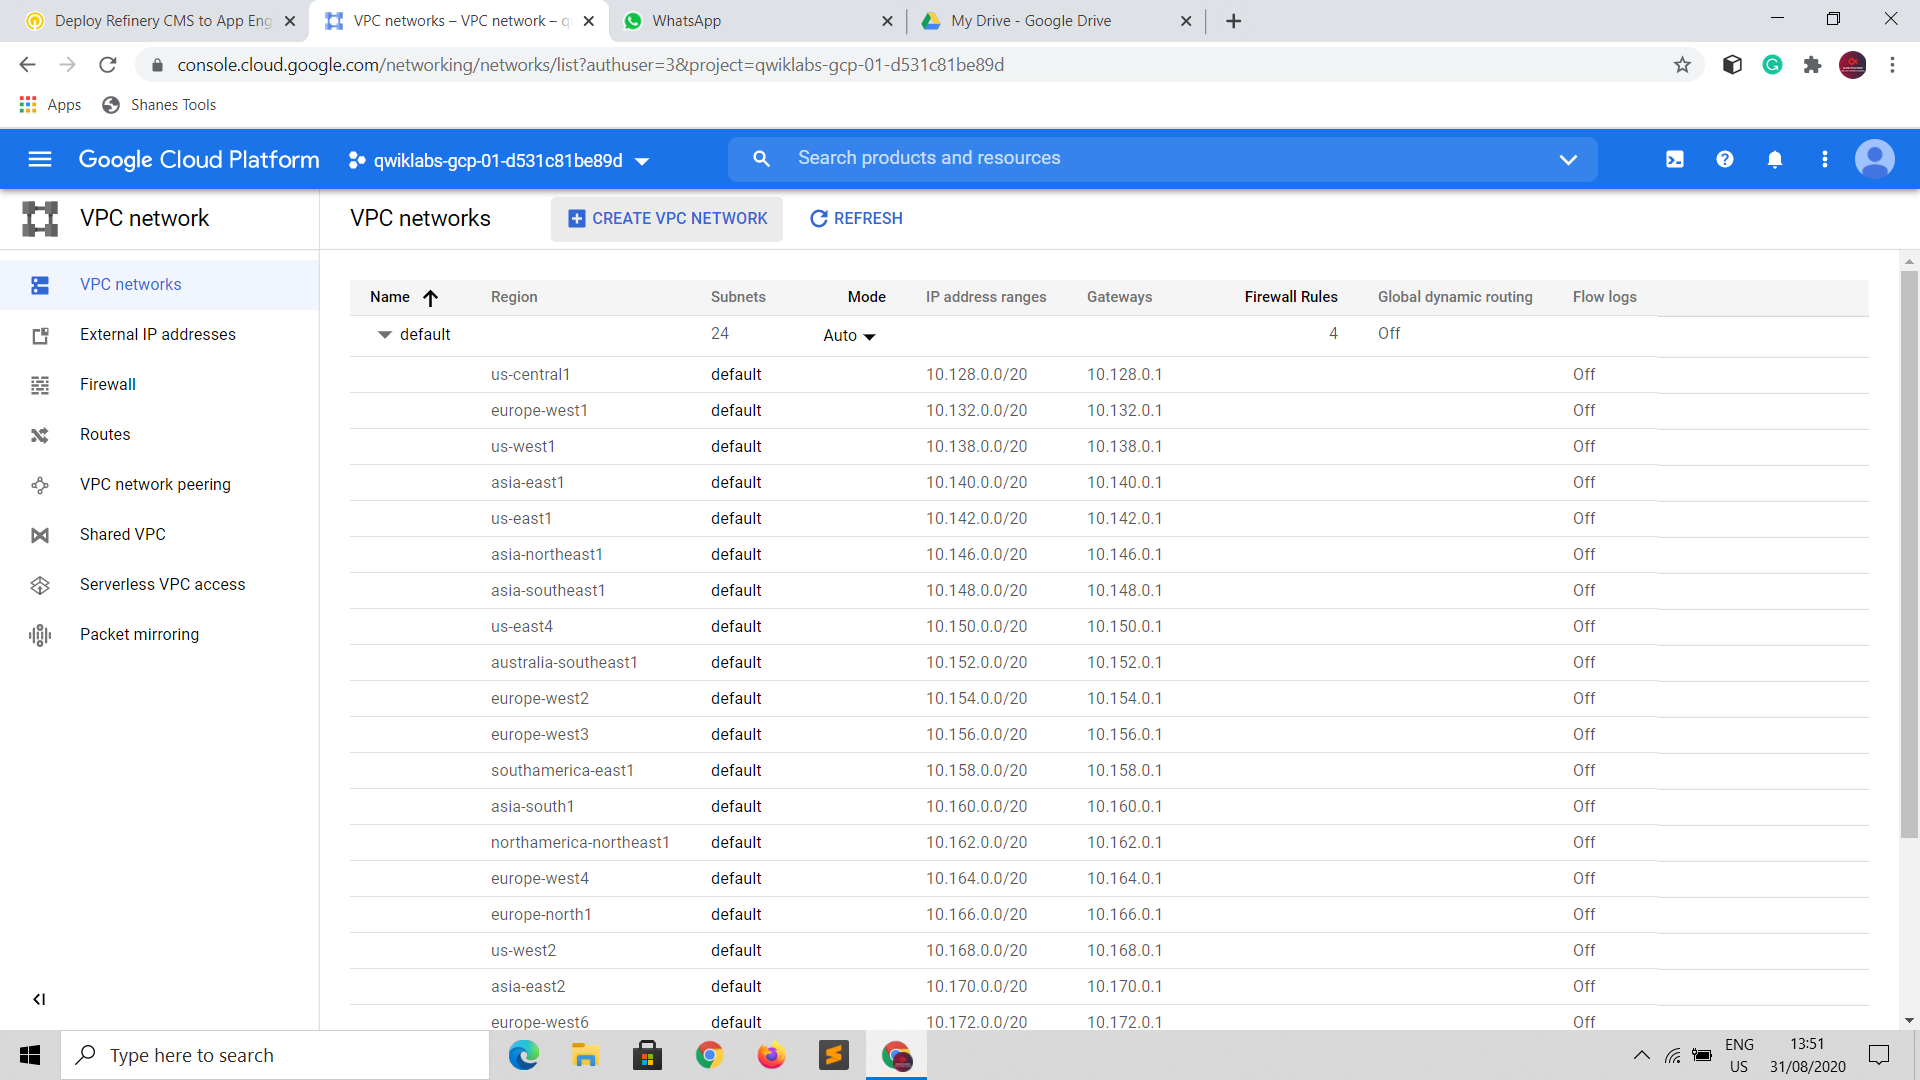 Deploy Refinery CMS to App Eng
VPC networks – VPC network – q
WhatsApp
My Drive - Google Drive
console.cloud.google.com/networking/networks/list?authuser=3&project=qwiklabs-gcp-01-d531c81be89d
Apps
Shanes Tools
Google Cloud Platform
qwiklabs-gcp-01-d531c81be89d
Search products and resources
VPC network
VPC networks
CREATE VPC NETWORK
REFRESH
VPC networks
External IP addresses
Firewall
Routes
VPC network peering
Shared VPC
Serverless VPC access
Packet mirroring
Name Region Subnets Mode IP address ranges Gateways Firewall Rules Global dynamic routing Flow logs
default 24 Auto 4 Off
us-central1 default 10.128.0.0/20 10.128.0.1 Off
europe-west1 default 10.132.0.0/20 10.132.0.1 Off
us-west1 default 10.138.0.0/20 10.138.0.1 Off
asia-east1 default 10.140.0.0/20 10.140.0.1 Off
us-east1 default 10.142.0.0/20 10.142.0.1 Off
asia-northeast1 default 10.146.0.0/20 10.146.0.1 Off
asia-southeast1 default 10.148.0.0/20 10.148.0.1 Off
us-east4 default 10.150.0.0/20 10.150.0.1 Off
australia-southeast1 default 10.152.0.0/20 10.152.0.1 Off
europe-west2 default 10.154.0.0/20 10.154.0.1 Off
europe-west3 default 10.156.0.0/20 10.156.0.1 Off
southamerica-east1 default 10.158.0.0/20 10.158.0.1 Off
asia-south1 default 10.160.0.0/20 10.160.0.1 Off
northamerica-northeast1 default 10.162.0.0/20 10.162.0.1 Off
europe-west4 default 10.164.0.0/20 10.164.0.1 Off
europe-north1 default 10.166.0.0/20 10.166.0.1 Off
us-west2 default 10.168.0.0/20 10.168.0.1 Off
asia-east2 default 10.170.0.0/20 10.170.0.1 Off
europe-west6 default 10.172.0.0/20 10.172.0.1 Off
Type here to search
ENG
US
13:51
31/08/2020